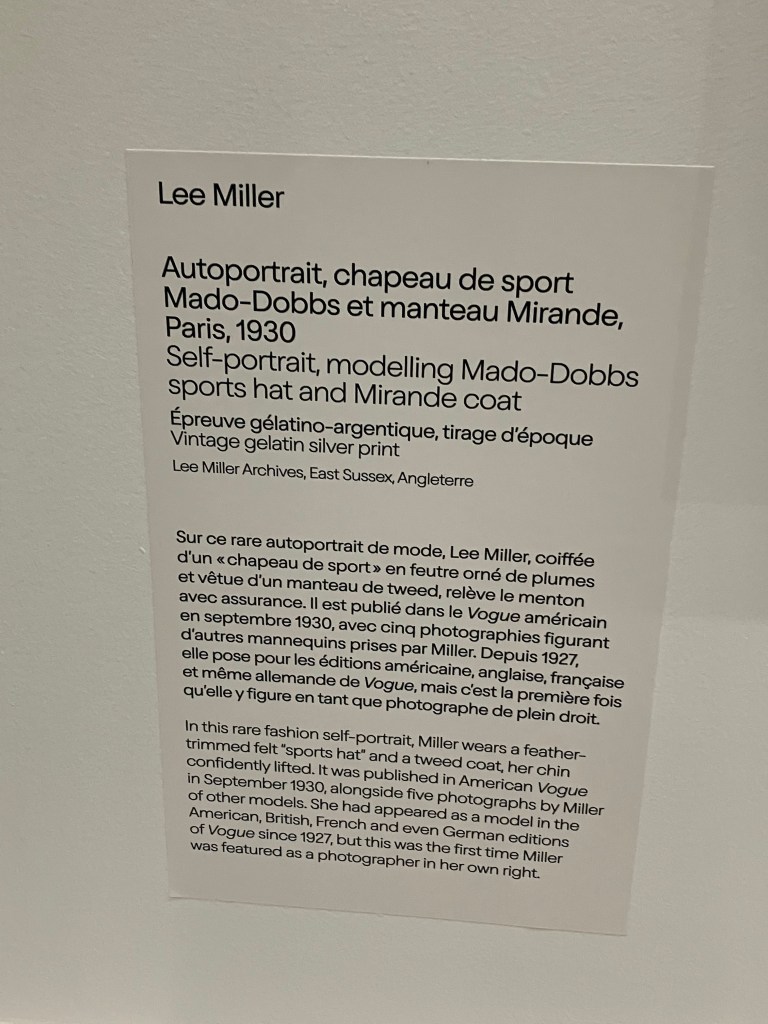 Lee Miller
Autoportrait, chapeau de sport
Mado-Dobbs et manteau Mirande,
Paris, 1930
Self-portrait, modelling Mado-Dobbs
sports hat and Mirande coat
Épreuve gélatino-argentique, tirage d'époque
Vintage gelatin silver print
Lee Miller Archives, East Sussex, Angleterre
Sur ce rare autoportrait de mode, Lee Miller, coiffée
d'un « chapeau de sport » en feutre orné de plumes
et vêtue d'un manteau de tweed, relève le menton
avec assurance. Il est publié dans le Vogue américain
en septembre 1930, avec cinq photographies figurant
d'autres mannequins prises par Miller. Depuis 1927,
elle pose pour les éditions américaine, anglaise, française
et même allemande de Vogue, mais c'est la première fois
qu'elle y figure en tant que photographe de plein droit.
In this rare fashion self-portrait, Miller wears a feather-
trimmed felt "sports hat" and a tweed coat, her chin
confidently lifted. It was published in American Vogue
in September 1930, alongside five photographs by Miller
of other models. She had appeared as a model in the
American, British, French and even German editions
of Vogue since 1927, but this was the first time Miller
was featured as a photographer in her own right.